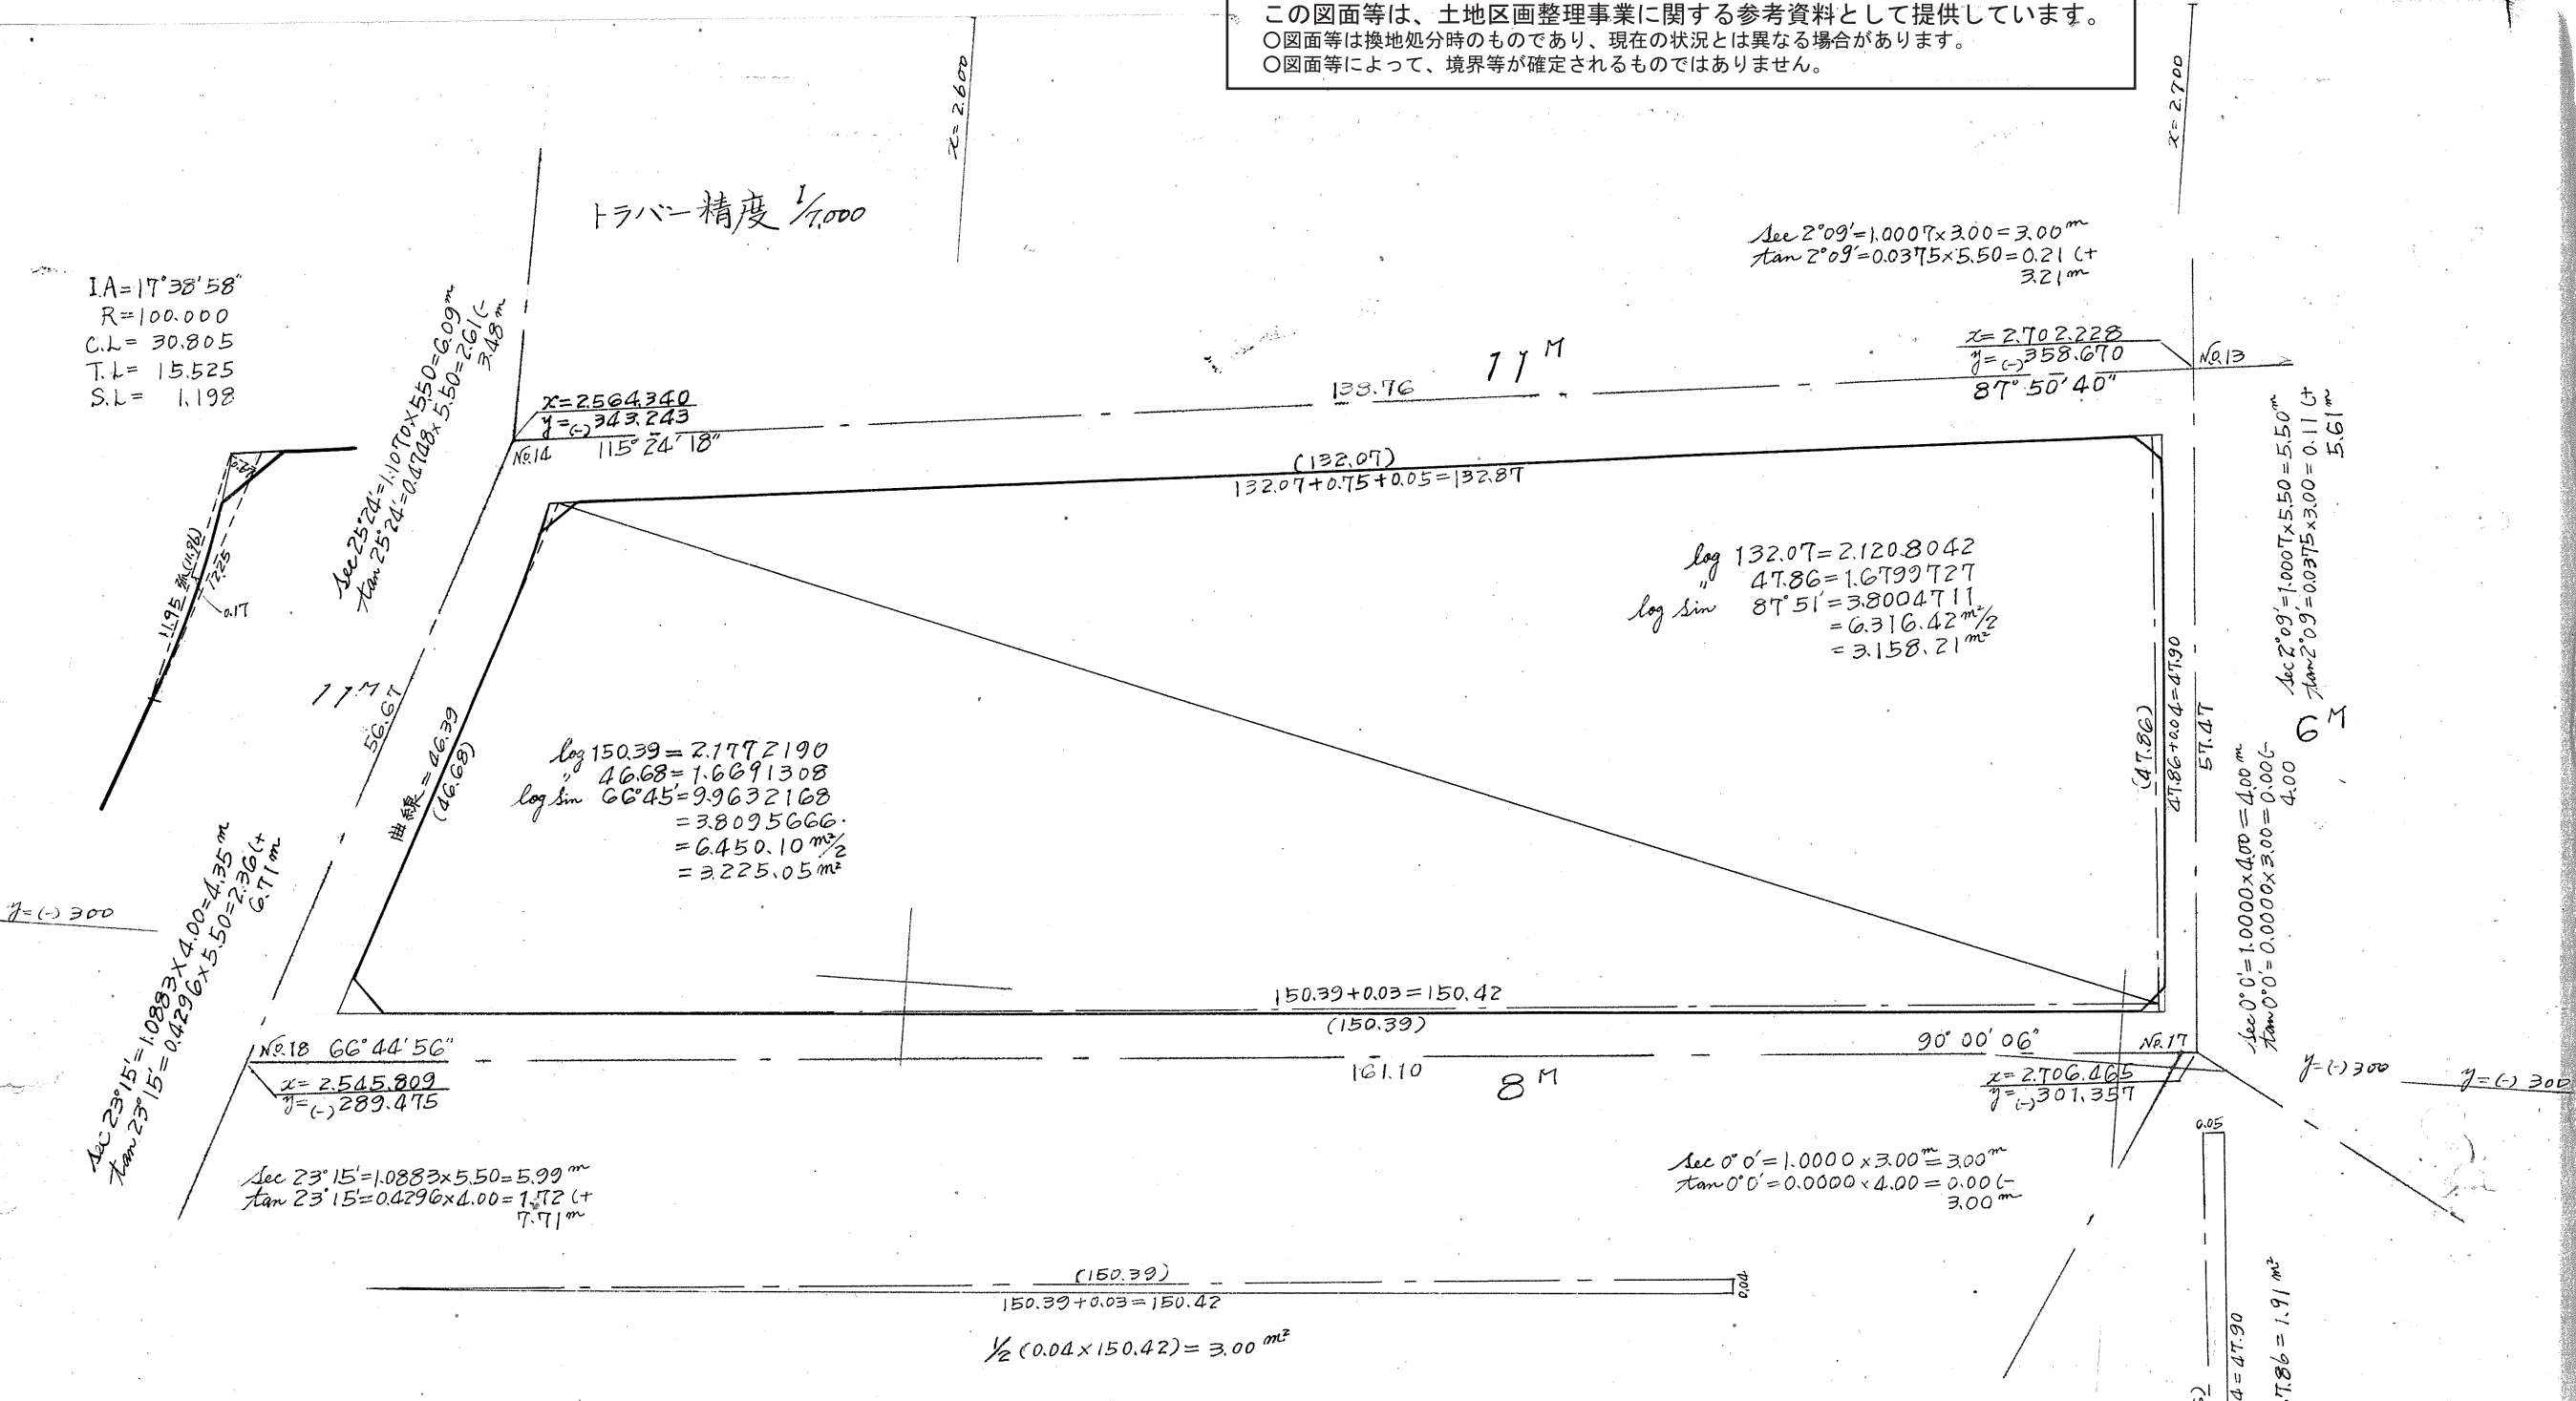 この図面等は、土地区画整理事業に関する参考資料として提供しています。
〇図面等は換地処分時のものであり、現在の状況とは異なる場合があります。
〇図面等によって、境界等が確定されるものではありません。
x=2.600
x=2.700
トラバー精度 1/7,000
I.A=17°38'58"
R=100.000
C.L= 30.805
T.L= 15.525
S.L= 1.198
sec 25°24'=1.1070×5.50=6.09m
tan 25°24'=0.4748×5.50=2.61(-
3.48m
sec 2°09'=1.0007×3.00=3.00m
tan 2°09'=0.0375×5.50=0.21(+
3.21m
x=2.702.228
y=(-)358.670
87°50'40"
No.13
x=2.564.340
y=(-)343.243
115°24'18"
No.14
138.76
11M
(132.07)
132.07+0.75+0.05=132.87
11.95 弧(11.96)
12.25
0.17
11M
56.67
曲線=46.39
(46.68)
log 132.07=2.1208042
〃 47.86=1.6799727
log sin 87°51'=3.8004711
=6.316.42m²/2
=3.158.21m²
log 150.39=2.1772190
〃 46.68=1.6691308
log sin 66°45'=9.9632168
=3.8095666.
=6.450.10m²/2
=3.225.05m²
(47.86)
47.86+0.04=47.90
57.47
6M
sec 2°09'=1.0007×5.50=5.50m
tan 2°09'=0.0375×3.00=0.11(+
5.61m
sec 0°0'=1.0000×4.00=4.00m
tan 0°0'=0.0000×3.00=0.00(-
4.00
y=(-)300
sec 23°15'=1.0883×4.00=4.35m
tan 23°15'=0.4296×5.50=2.36(+
6.71m
150.39+0.03=150.42
(150.39)
No.18 66°44'56"
x=2.545.809
y=(-)289.475
161.10
8M
90°00'06"
No.17
x=2.706.465
y=(-)301.357
y=(-)300
y=(-)300
sec 23°15'=1.0883×5.50=5.99m
tan 23°15'=0.4296×4.00=1.72(+
7.71m
sec 0°0'=1.0000×3.00m=3.00m
tan 0°0'=0.0000×4.00=0.00(-
3.00m
0.05
(150.39)
150.39+0.03=150.42
0.04
1/2(0.04×150.42)=3.00m²
4=47.90
7.86=1.91m²